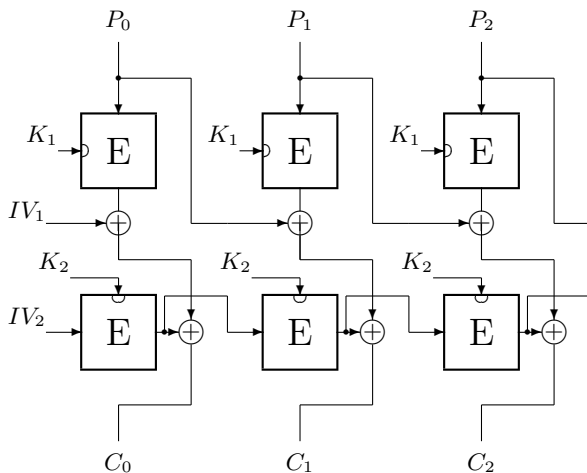 P₀ P₁ P₂
K₁ E K₁ E K₁ E
IV₁
K₂ K₂ K₂
IV₂ E E E
C₀ C₁ C₂